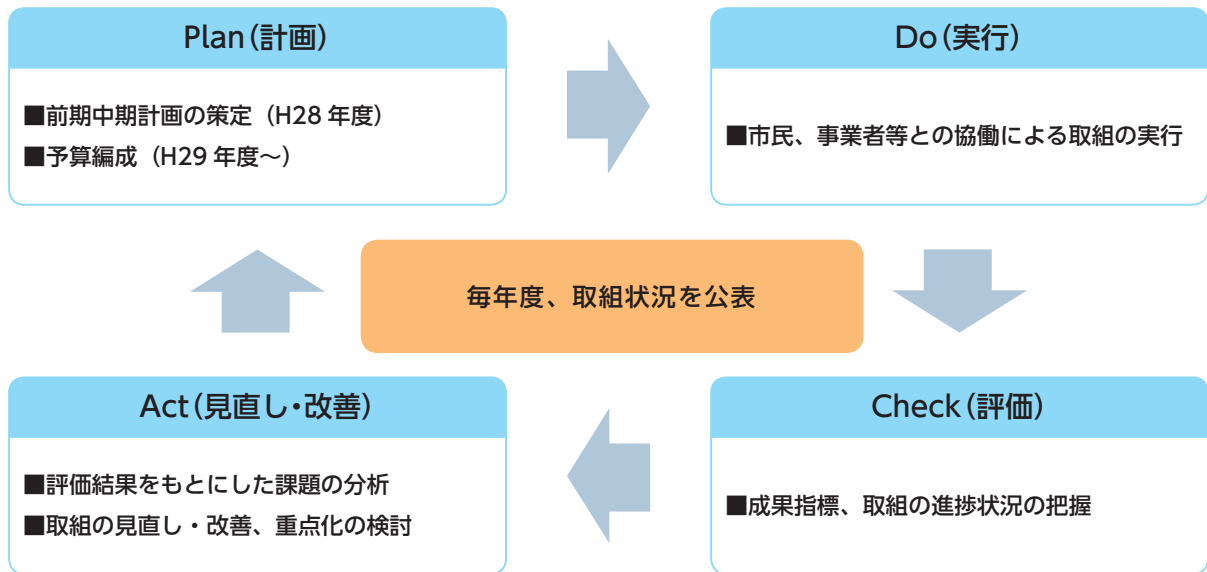 Plan(計画)
■前期中期計画の策定（H28 年度）
■予算編成（H29 年度～）
Do(実行)
■市民、事業者等との協働による取組の実行
毎年度、取組状況を公表
Act(見直し・改善)
■評価結果をもとにした課題の分析
■取組の見直し・改善、重点化の検討
Check(評価)
■成果指標、取組の進捗状況の把握